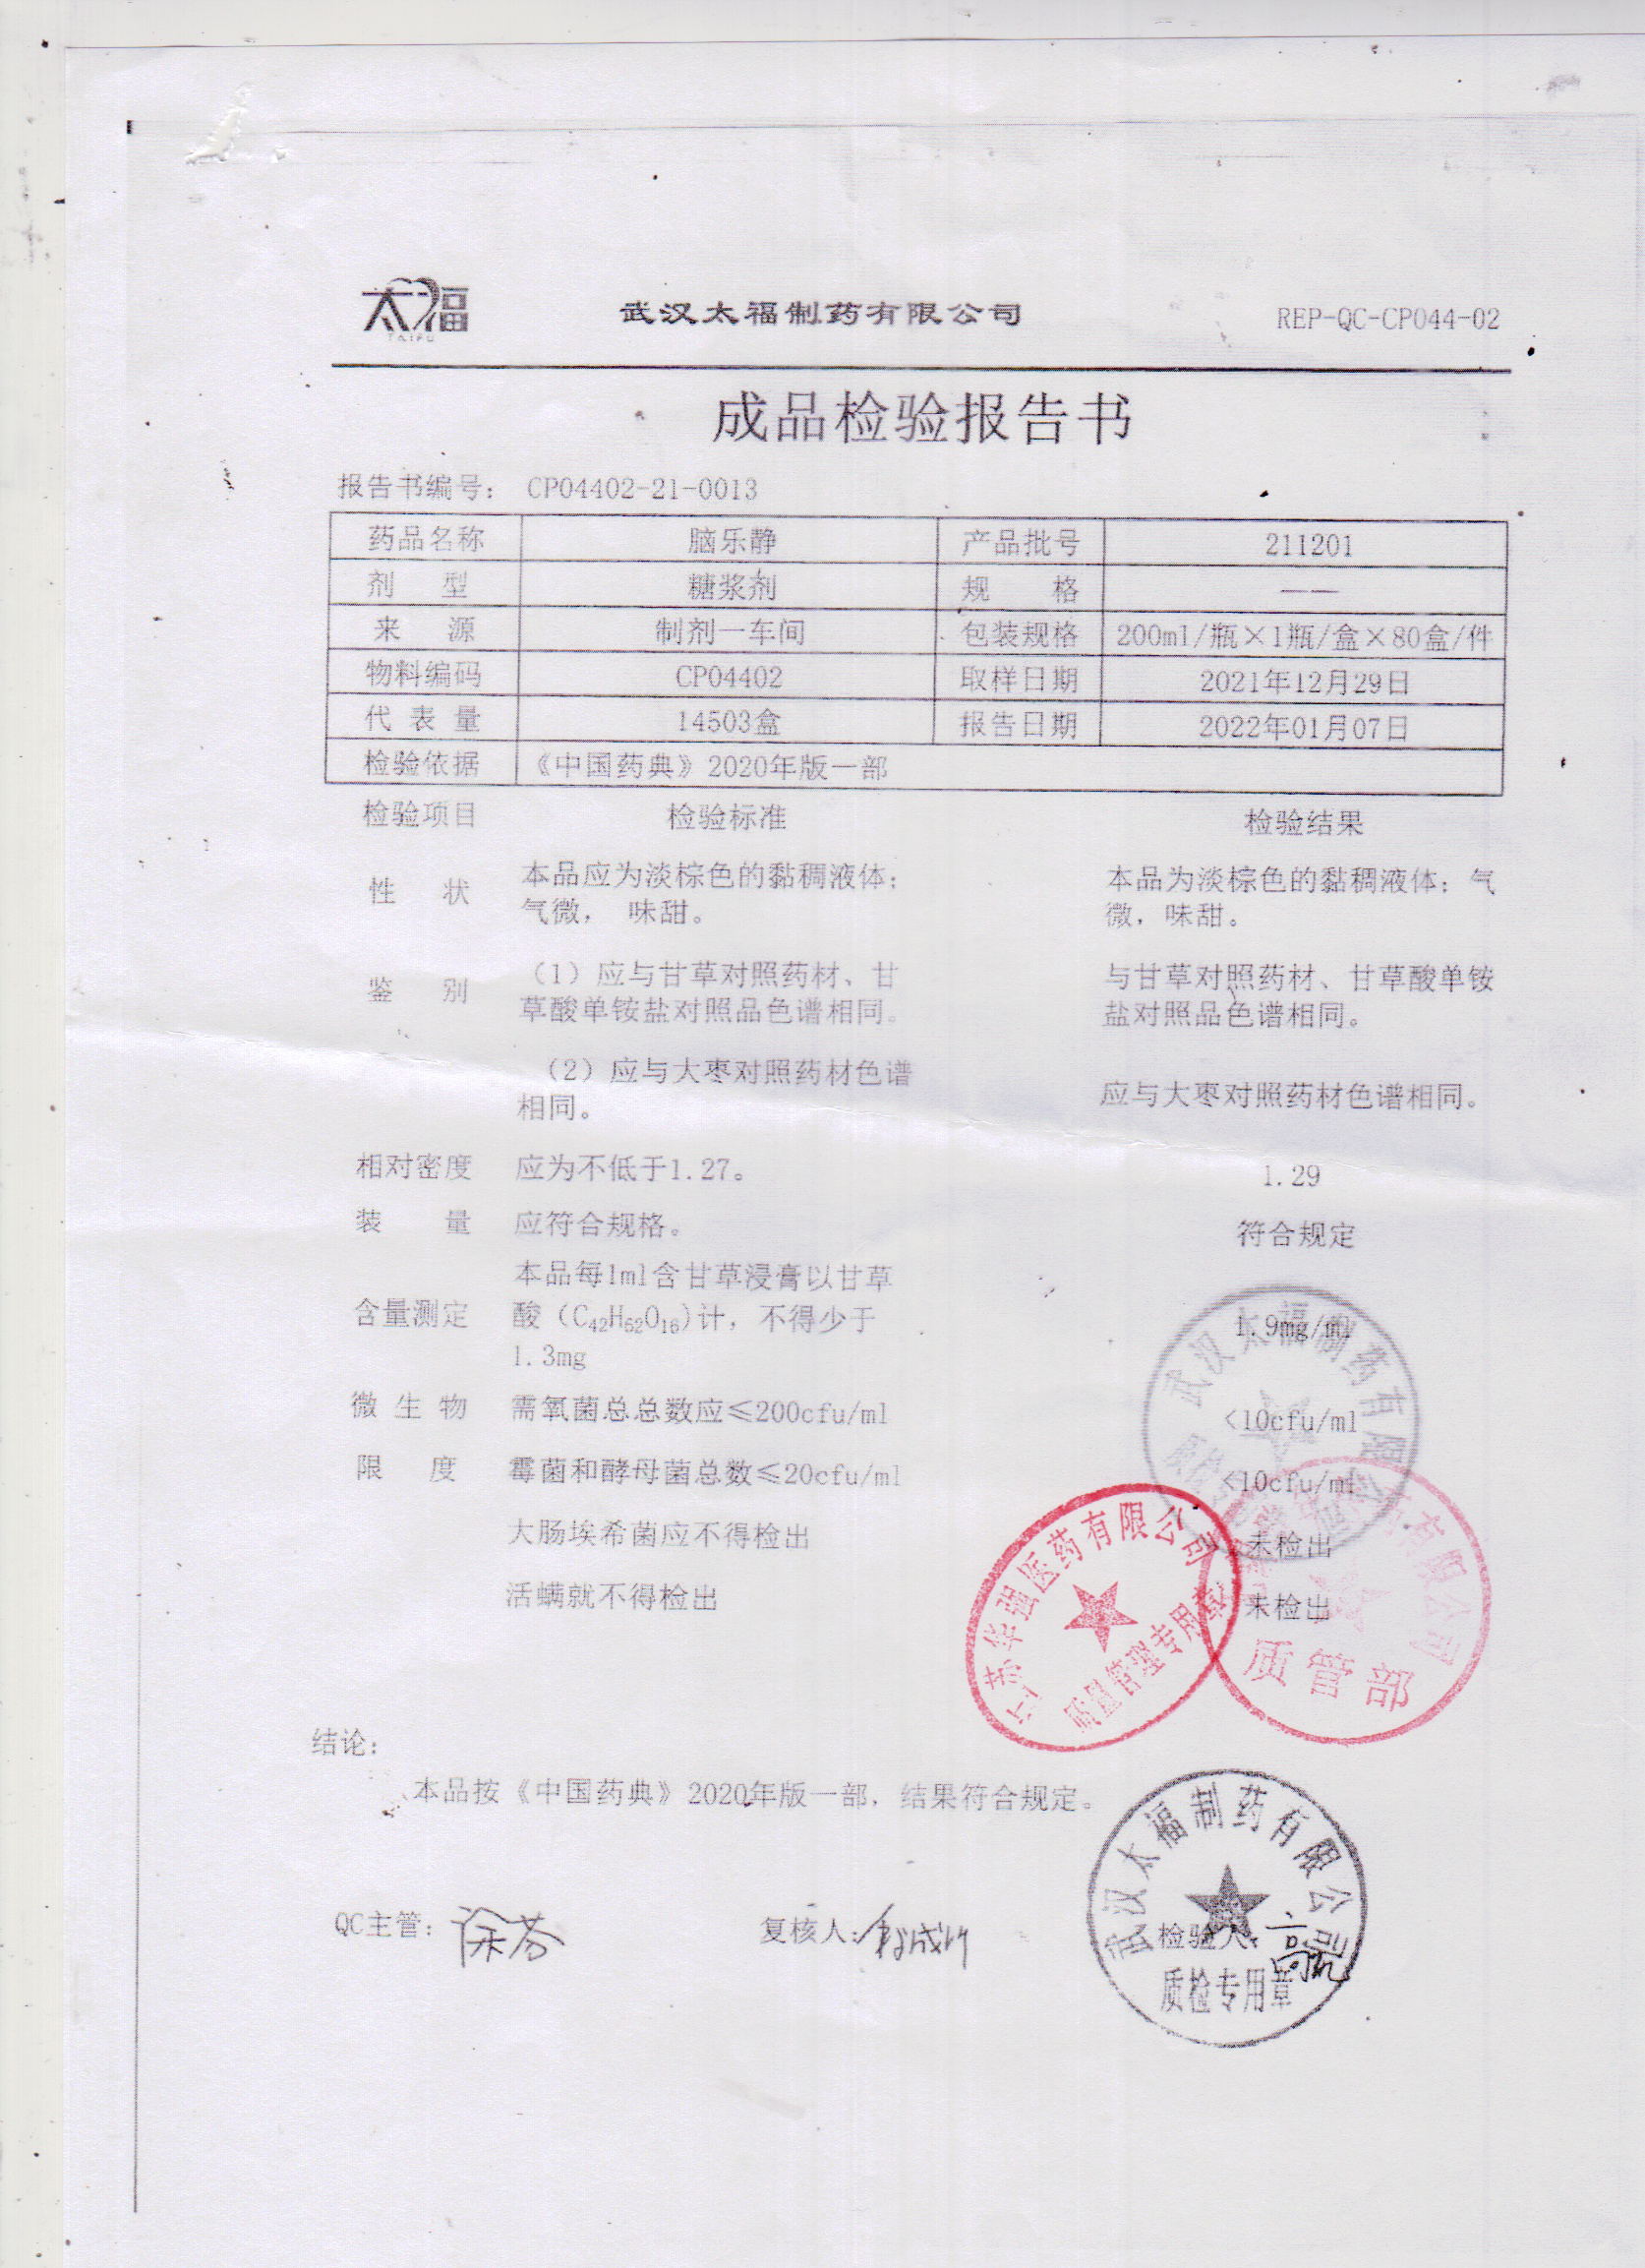 太福
TAIFU
武汉太福制药有限公司
REP-QC-CP044-02
成品检验报告书
报告书编号： CP04402-21-0013
药品名称 脑乐静 产品批号 211201
剂 型 糖浆剂 规 格 ——
来 源 制剂一车间 包装规格 200ml/瓶×1瓶/盒×80盒/件
物料编码 CP04402 取样日期 2021年12月29日
代 表 量 14503盒 报告日期 2022年01月07日
检验依据 《中国药典》2020年版一部
检验项目 检验标准 检验结果
性 状 本品应为淡棕色的黏稠液体；
气微， 味甜。
本品为淡棕色的黏稠液体；气
微，味甜。
鉴 别 （1）应与甘草对照药材、甘
草酸单铵盐对照品色谱相同。
与甘草对照药材、甘草酸单铵
盐对照品色谱相同。
（2）应与大枣对照药材色谱
相同。
应与大枣对照药材色谱相同。
相对密度 应为不低于1.27。 1.29
装 量 应符合规格。 符合规定
含量测定 本品每1ml含甘草浸膏以甘草
酸（C42H62O16)计，不得少于
1.3mg
1.9mg/ml
微 生 物 需氧菌总总数应≤200cfu/ml <10cfu/ml
限 度 霉菌和酵母菌总数≤20cfu/ml <10cfu/ml
大肠埃希菌应不得检出 未检出
活螨就不得检出 未检出
武汉太福制药有限公司
江苏华强医药有限公司
质量管理专用章
有限公司
质管部
结论：
本品按《中国药典》2020年版一部，结果符合规定。
QC主管：徐芬 复核人： 检验人：
武汉太福制药有限公司
质检专用章